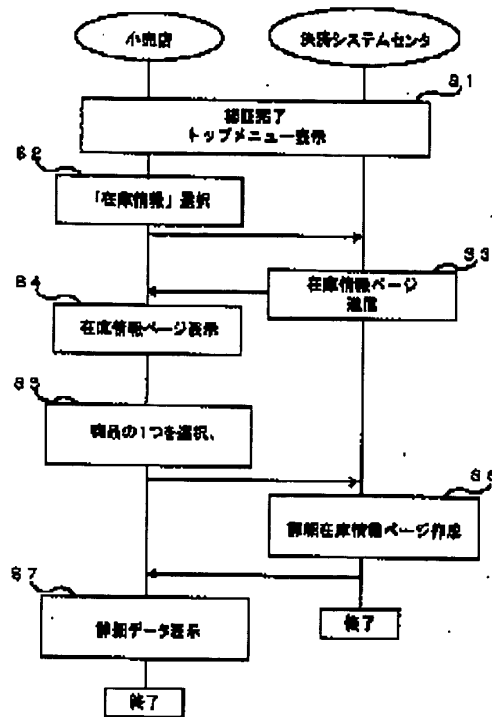 小売店
決済システムセンタ
S1
認証完了
トップメニュー表示
S2
「在庫情報」選択
S3
在庫情報ページ
送信
S4
在庫情報ページ表示
S5
商品の1つを選択、
S6
詳細在庫情報ページ作成
S7
詳細データ表示
終了
終了